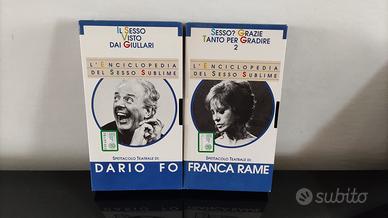 Il Sesso
Visto
Dai Giullari
L'Enciclopedia
del Sesso Sublime
Spettacolo Teatrale di:
DARIO FO
Sesso? Grazie
Tanto per Gradire
2
L'Enciclopedia
del Sesso Sublime
Spettacolo Teatrale di:
FRANCA RAME
subito